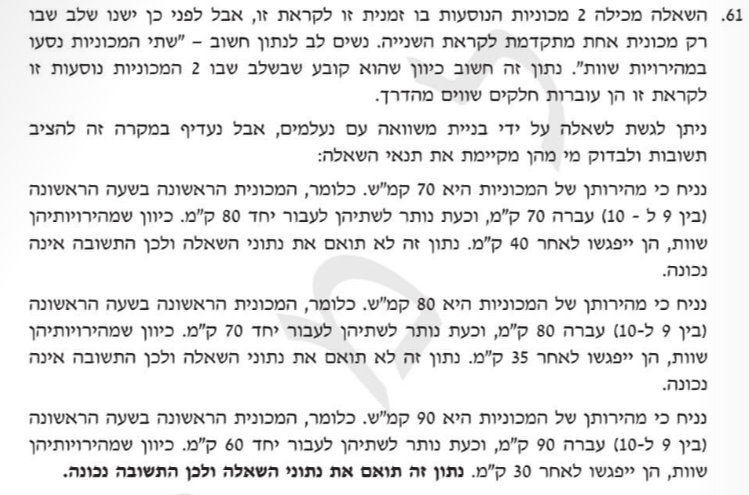 61. השאלה מכילה 2 מכוניות הנוסעות בו זמנית זו לקראת זו, אבל לפני כן ישנו שלב שבו
רק מכונית אחת מתקדמת לקראת השנייה. נשים לב לנתון חשוב – "שתי המכוניות נסעו
במהירויות שוות". נתון זה חשוב כיוון שהוא קובע שבשלב שבו 2 המכוניות נוסעות זו
לקראת זו הן עוברות חלקים שווים מהדרך.
ניתן לגשת לשאלה על ידי בניית משוואה עם נעלמים, אבל נעדיף במקרה זה להציב
תשובות ולבדוק מי מהן מקיימת את תנאי השאלה:
נניח כי מהירותן של המכוניות היא 70 קמ"ש. כלומר, המכונית הראשונה בשעה הראשונה
(בין 9 ל - 10) עברה 70 ק"מ, וכעת נותר לשתיהן לעבור יחד 80 ק"מ. כיוון שמהירויותיהן
שוות, הן ייפגשו לאחר 40 ק"מ. נתון זה לא תואם את נתוני השאלה ולכן התשובה אינה
נכונה.
נניח כי מהירותן של המכוניות היא 80 קמ"ש. כלומר, המכונית הראשונה בשעה הראשונה
(בין 9 ל-10) עברה 80 ק"מ, וכעת נותר לשתיהן לעבור יחד 70 ק"מ. כיוון שמהירויותיהן
שוות, הן ייפגשו לאחר 35 ק"מ. נתון זה לא תואם את נתוני השאלה ולכן התשובה אינה
נכונה.
נניח כי מהירותן של המכוניות היא 90 קמ"ש. כלומר, המכונית הראשונה בשעה הראשונה
(בין 9 ל-10) עברה 90 ק"מ, וכעת נותר לשתיהן לעבור יחד 60 ק"מ. כיוון שמהירויותיהן
שוות, הן ייפגשו לאחר 30 ק"מ. נתון זה תואם את נתוני השאלה ולכן התשובה נכונה.